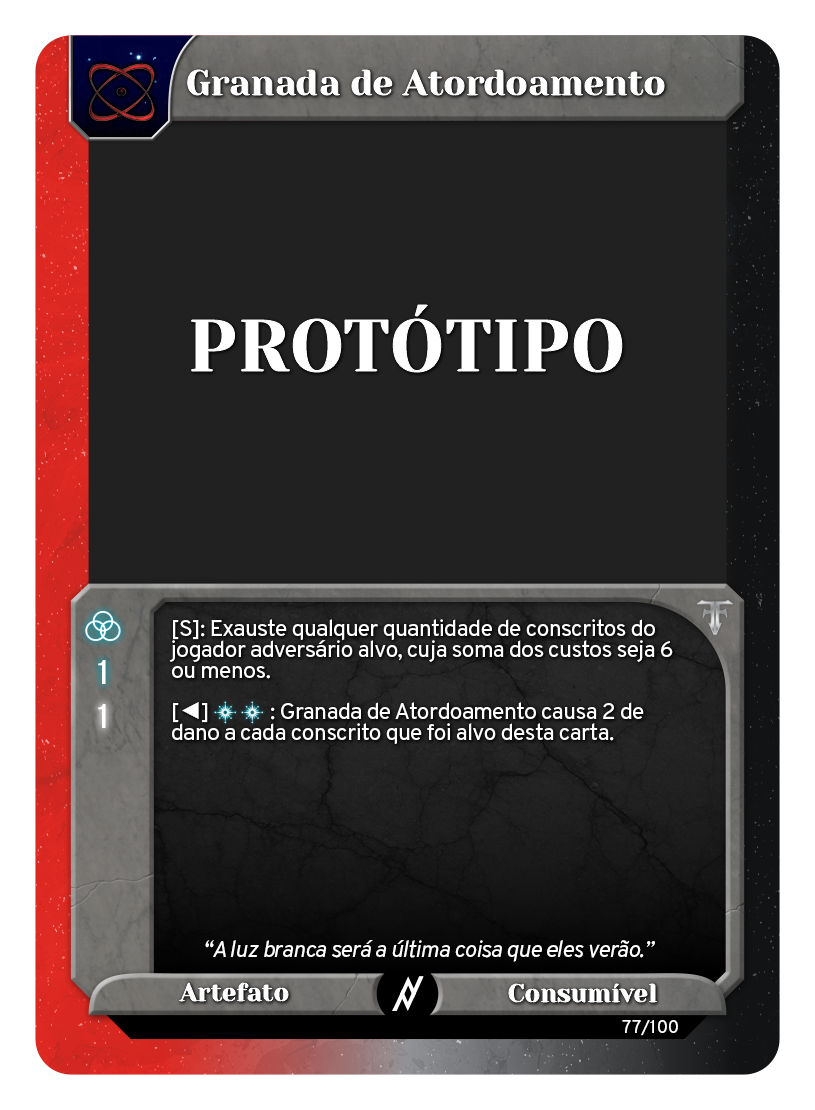 Granada de Atordoamento
PROTÓTIPO
1
1
[S]: Exauste qualquer quantidade de conscritos do
jogador adversário alvo, cuja soma dos custos seja 6
ou menos.
[◀] : Granada de Atordoamento causa 2 de
dano a cada conscrito que foi alvo desta carta.
“A luz branca será a última coisa que eles verão.”
Artefato
Consumível
77/100